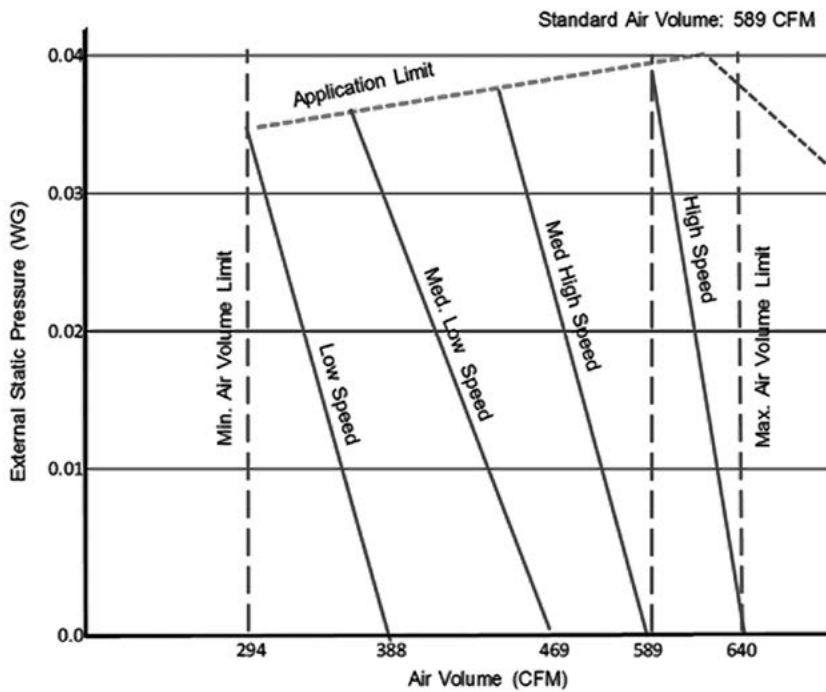 Standard Air Volume: 589 CFM
0.04
Application Limit
0.03
External Static Pressure (WG)
Min. Air Volume Limit
Low Speed
Med. Low Speed
Med High Speed
High Speed
Max. Air Volume Limit
0.02
0.01
0.0
294
388
469
589
640
Air Volume (CFM)